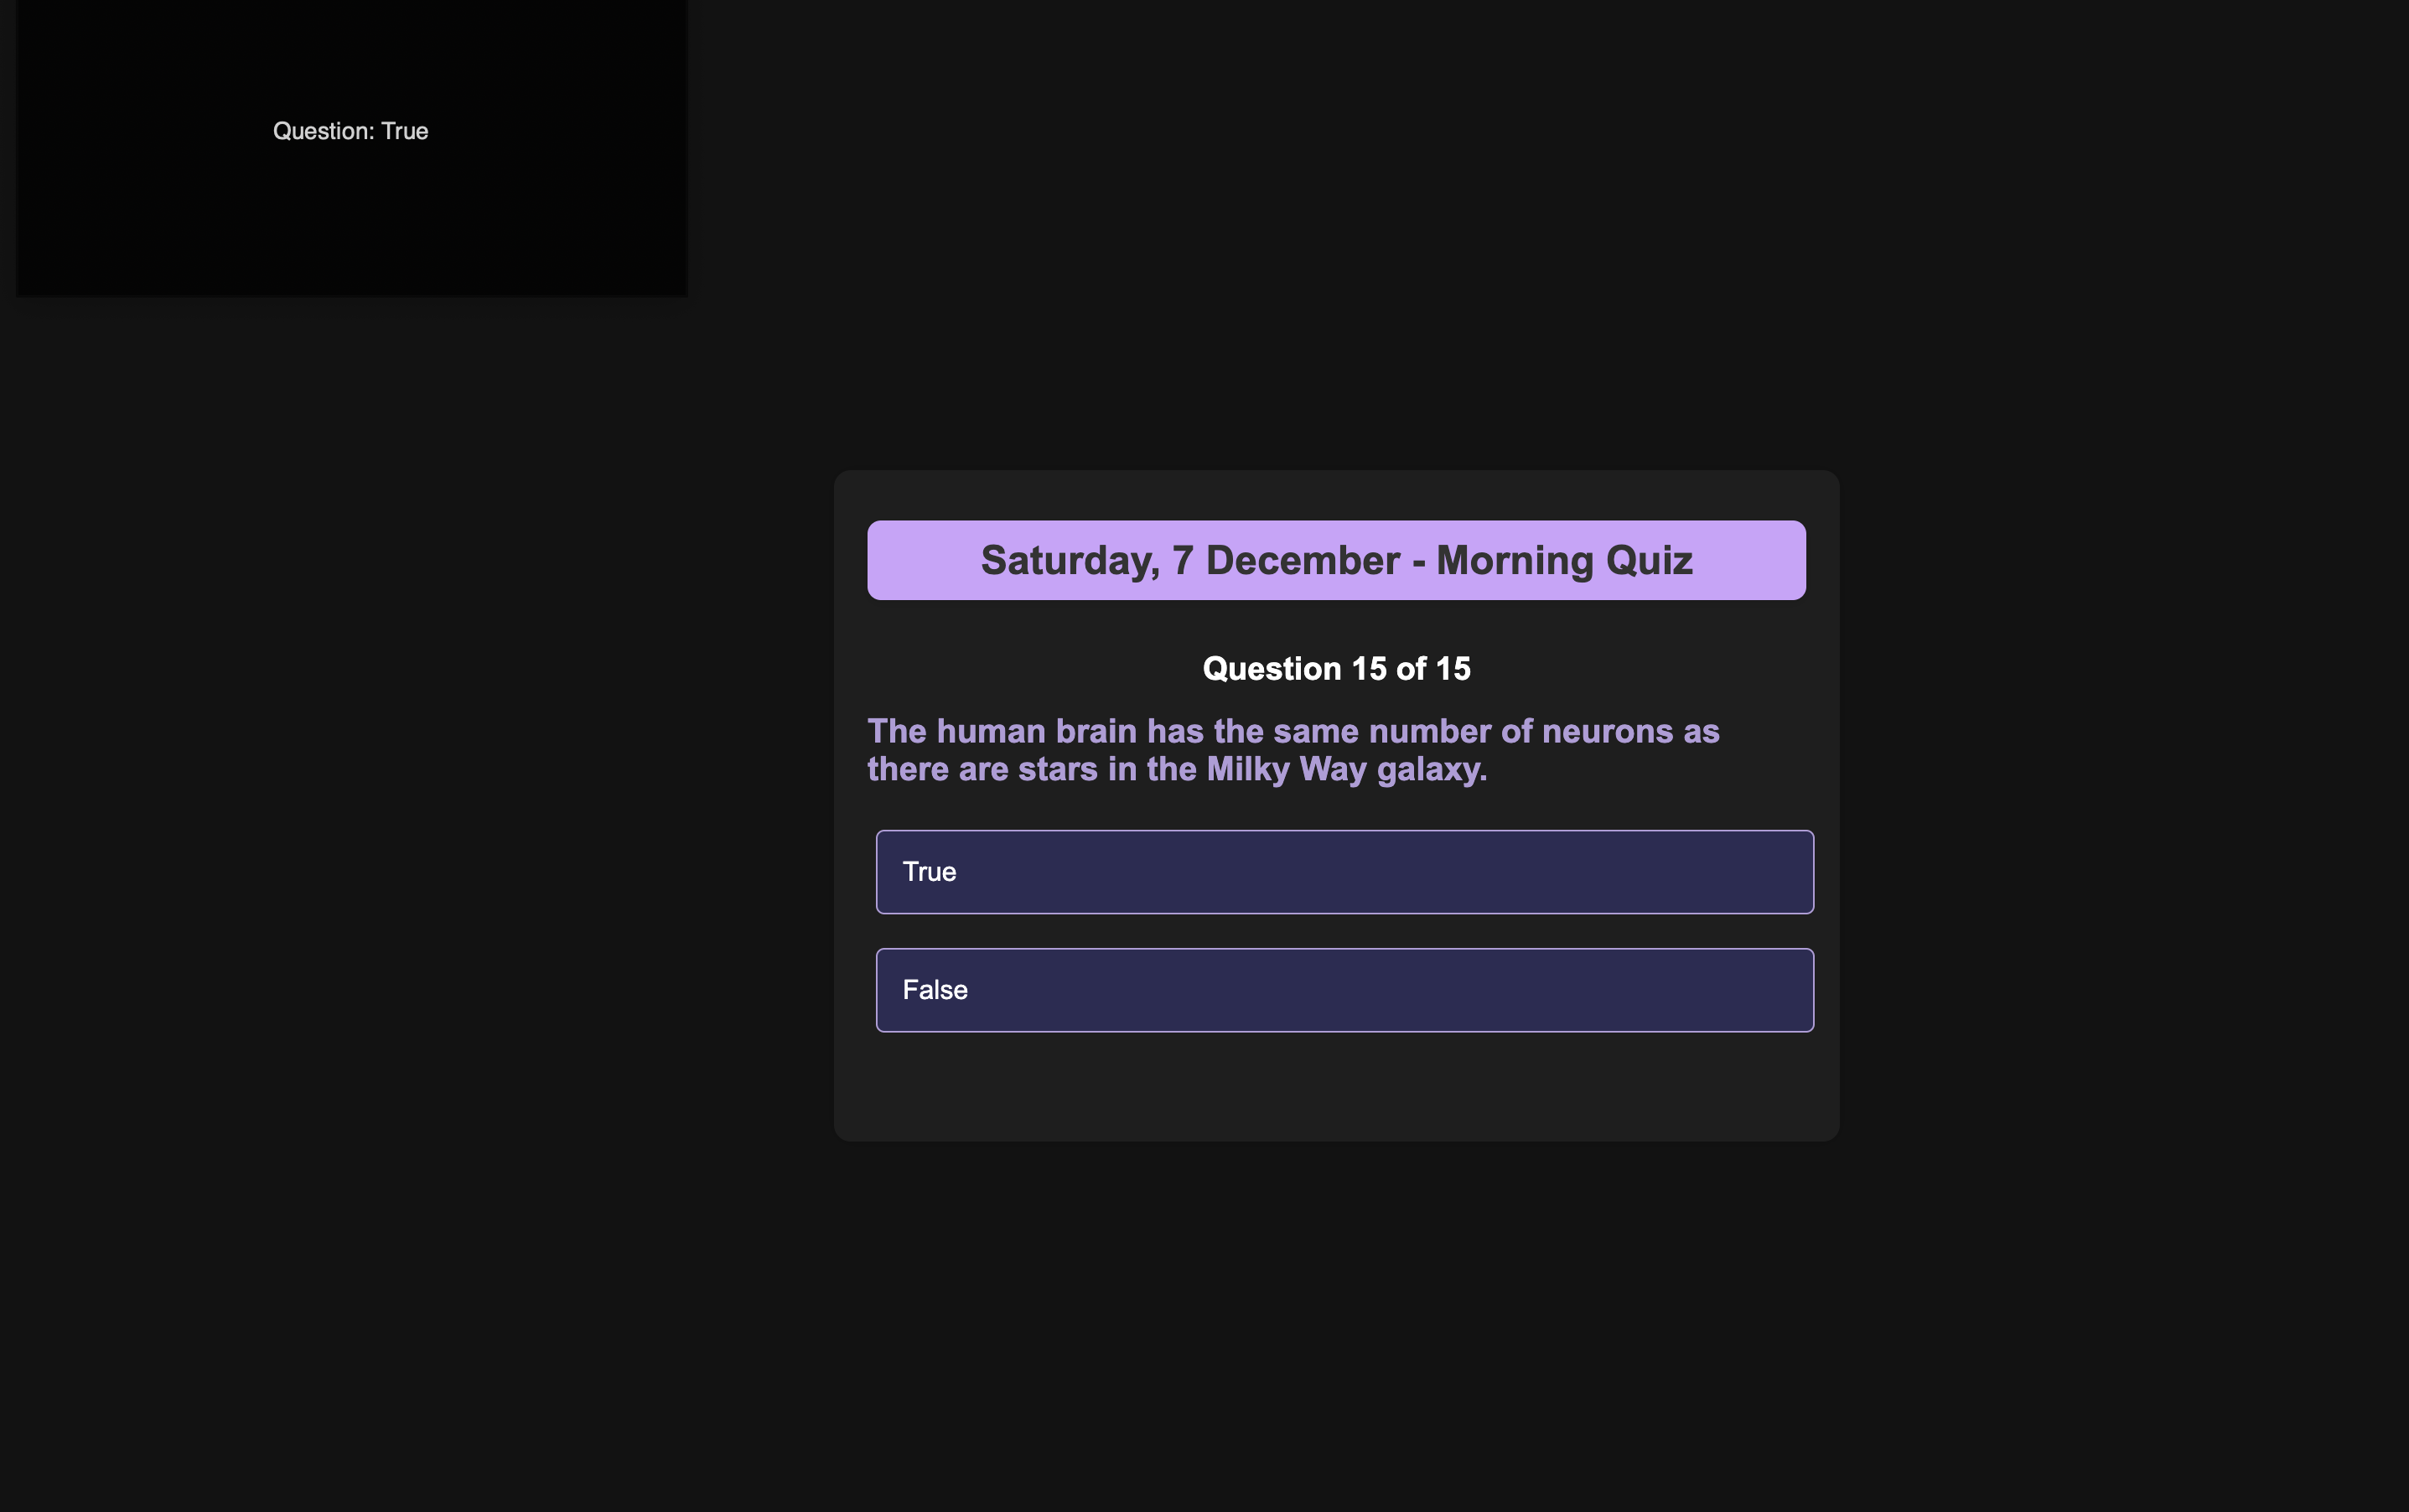 Question: True
Saturday, 7 December - Morning Quiz
Question 15 of 15
The human brain has the same number of neurons as
there are stars in the Milky Way galaxy.
True
False